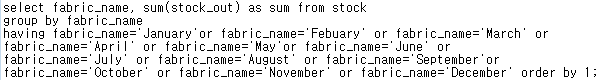 select fabric_name, sum(stock_out) as sum from stock
group by fabric_name
having fabric_name='January'or fabric_name='Febuary' or fabric_name='March' or
fabric_name='April' or fabric_name='May'or fabric_name='June' or
fabric_name='July' or fabric_name='August' or fabric_name='September'or
fabric_name='October' or fabric_name='November' or fabric_name='December' order by 1;